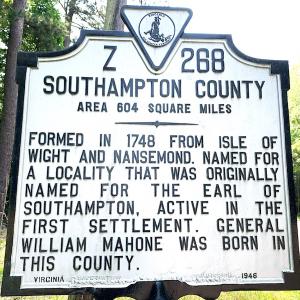 Z 268
SOUTHAMPTON COUNTY
AREA 604 SQUARE MILES
FORMED IN 1748 FROM ISLE OF
WIGHT AND NANSEMOND. NAMED FOR
A LOCALITY THAT WAS ORIGINALLY
NAMED FOR THE EARL OF
SOUTHAMPTON, ACTIVE IN THE
FIRST SETTLEMENT. GENERAL
WILLIAM MAHONE WAS BORN IN
THIS COUNTY.
VIRGINIA 1946